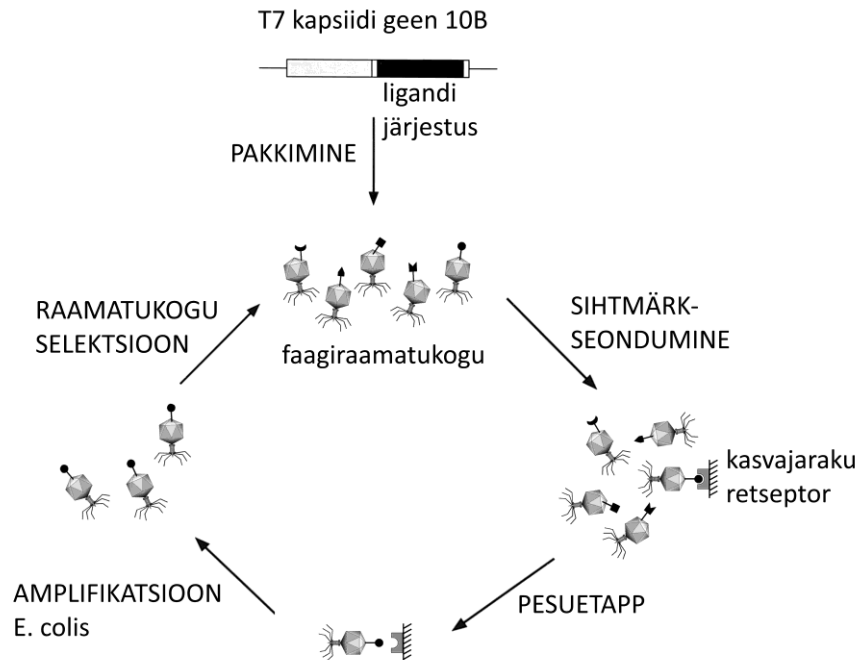 T7 kapsiidi geen 10B
ligandi
järjestus
PAKKIMINE
RAAMATUKOGU
SELEKTSIOON
faagiraamatukogu
SIHTMÄRK-
SEONDUMINE
kasvajaraku
retseptor
AMPLIFIKATSIOON
E. colis
PESUETAPP